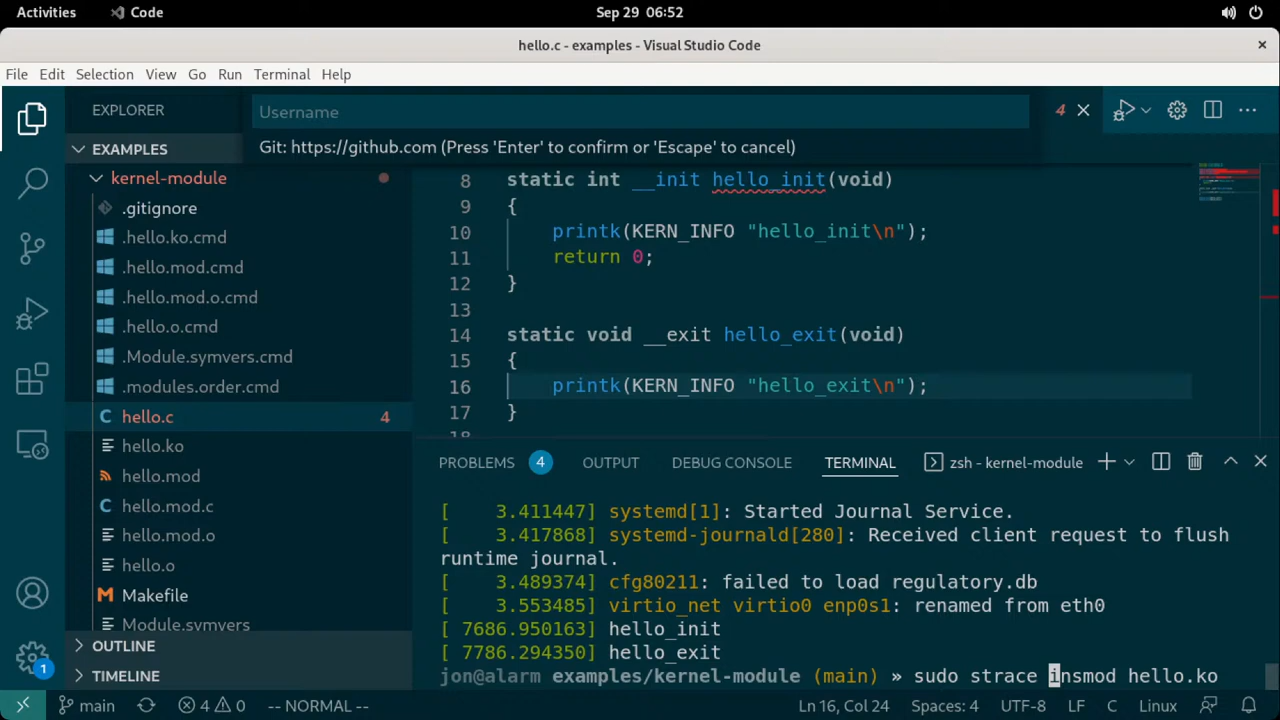 Activities
Code
Sep 29 06:52
hello.c - examples - Visual Studio Code
File Edit Selection View Go Run Terminal Help
EXPLORER
Username
4
Git: https://github.com (Press 'Enter' to confirm or 'Escape' to cancel)
EXAMPLES
kernel-module
.gitignore
.hello.ko.cmd
.hello.mod.cmd
.hello.mod.o.cmd
.hello.o.cmd
.Module.symvers.cmd
.modules.order.cmd
hello.c 4
hello.ko
hello.mod
hello.mod.c
hello.mod.o
hello.o
Makefile
Module.symvers
OUTLINE
TIMELINE
8 static int __init hello_init(void)
9 {
10 printk(KERN_INFO "hello_init\n");
11 return 0;
12 }
13
14 static void __exit hello_exit(void)
15 {
16 printk(KERN_INFO "hello_exit\n");
17 }
18
PROBLEMS 4 OUTPUT DEBUG CONSOLE TERMINAL zsh - kernel-module
[ 3.411447] systemd[1]: Started Journal Service.
[ 3.417868] systemd-journald[280]: Received client request to flush
runtime journal.
[ 3.489374] cfg80211: failed to load regulatory.db
[ 3.553485] virtio_net virtio0 enp0s1: renamed from eth0
[ 7686.950163] hello_init
[ 7786.294350] hello_exit
jon@alarm examples/kernel-module (main) » sudo strace insmod hello.ko
1
main 4 0 -- NORMAL -- Ln 16, Col 24 Spaces: 4 UTF-8 LF C Linux